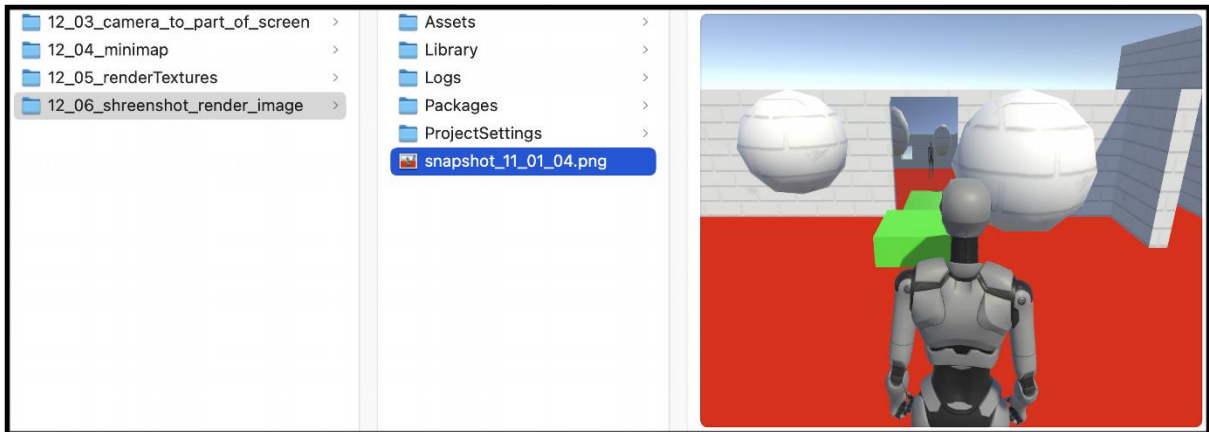 12_03_camera_to_part_of_screen
12_04_minimap
12_05_renderTextures
12_06_shreenshot_render_image
Assets
Library
Logs
Packages
ProjectSettings
snapshot_11_01_04.png